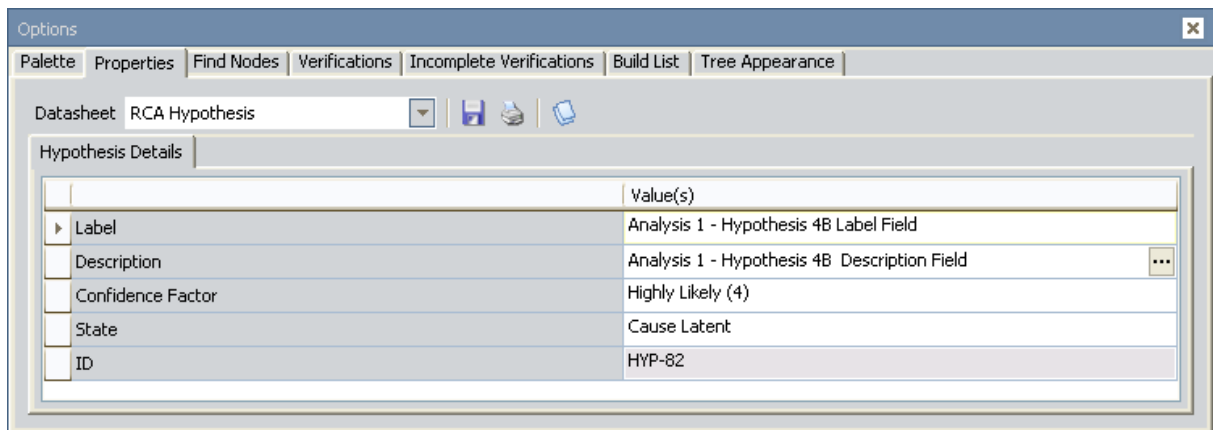 Options
Palette Properties Find Nodes Verifications Incomplete Verifications Build List Tree Appearance
Datasheet RCA Hypothesis
Hypothesis Details
Value(s)
Label Analysis 1 - Hypothesis 4B Label Field
Description Analysis 1 - Hypothesis 4B  Description Field ...
Confidence Factor Highly Likely (4)
State Cause Latent
ID HYP-82